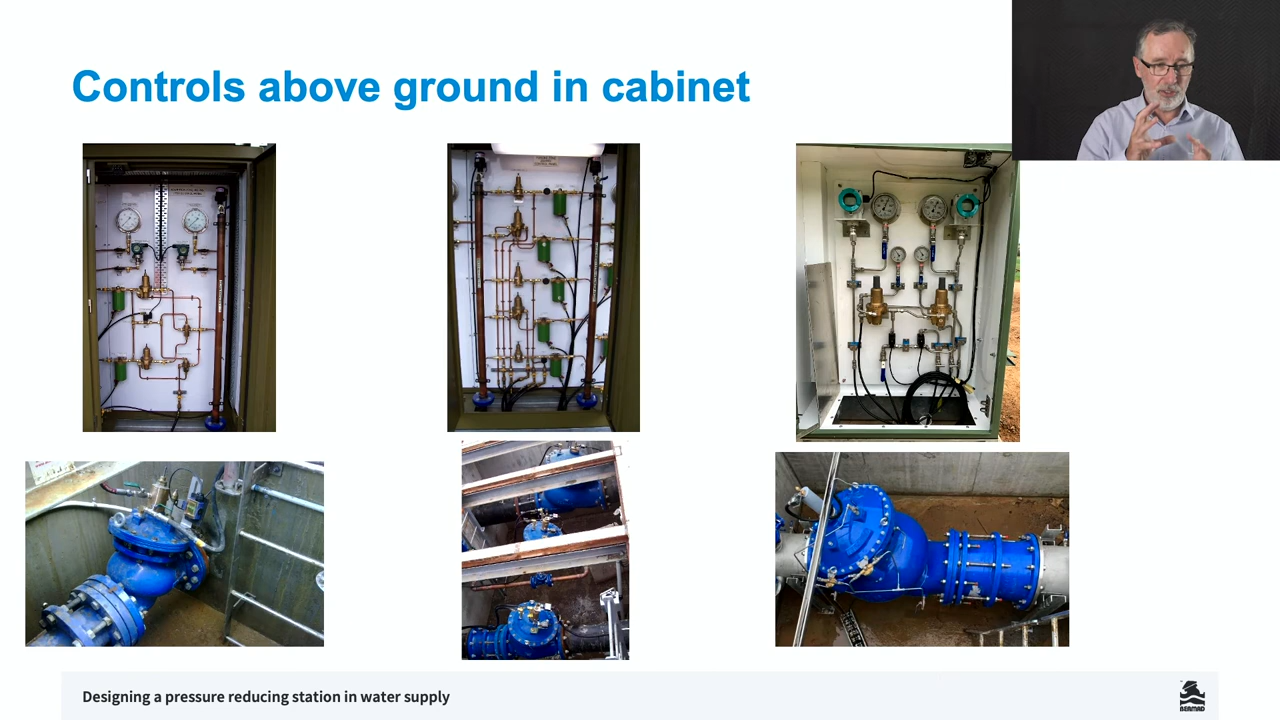 Controls above ground in cabinet
Designing a pressure reducing station in water supply
BERMAD